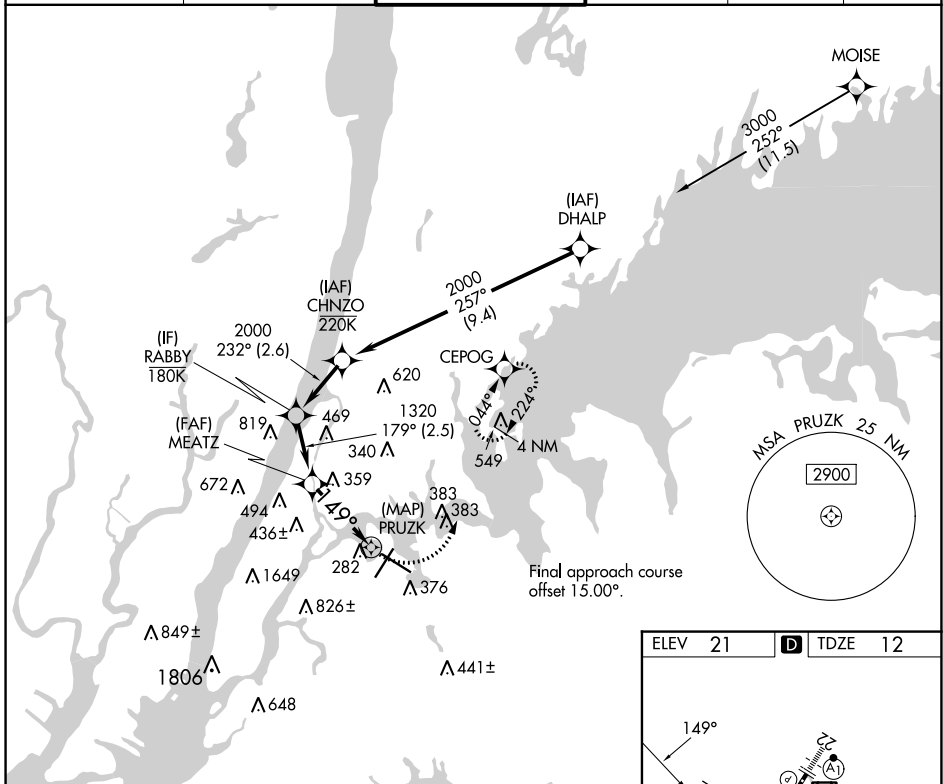 MOISE
3000
252°
(11.5)
(IAF)
DHALP
2000
257°
(9.4)
(IAF)
CHNZO
220K
2000
232° (2.6)
(IF)
RABBY
180K
CEPOG
044°
224°
4 NM
549
620
819
469
1320
179° (2.5)
340
(FAF)
MEATZ
359
672
494
436±
149°
(MAP)
PRUZK
383
383
282
376
1649
826±
849±
1806
648
441±
Final approach course
offset 15.00°.
MSA PRUZK 25 NM
2900
ELEV 21 D TDZE 12
149°
22
A1